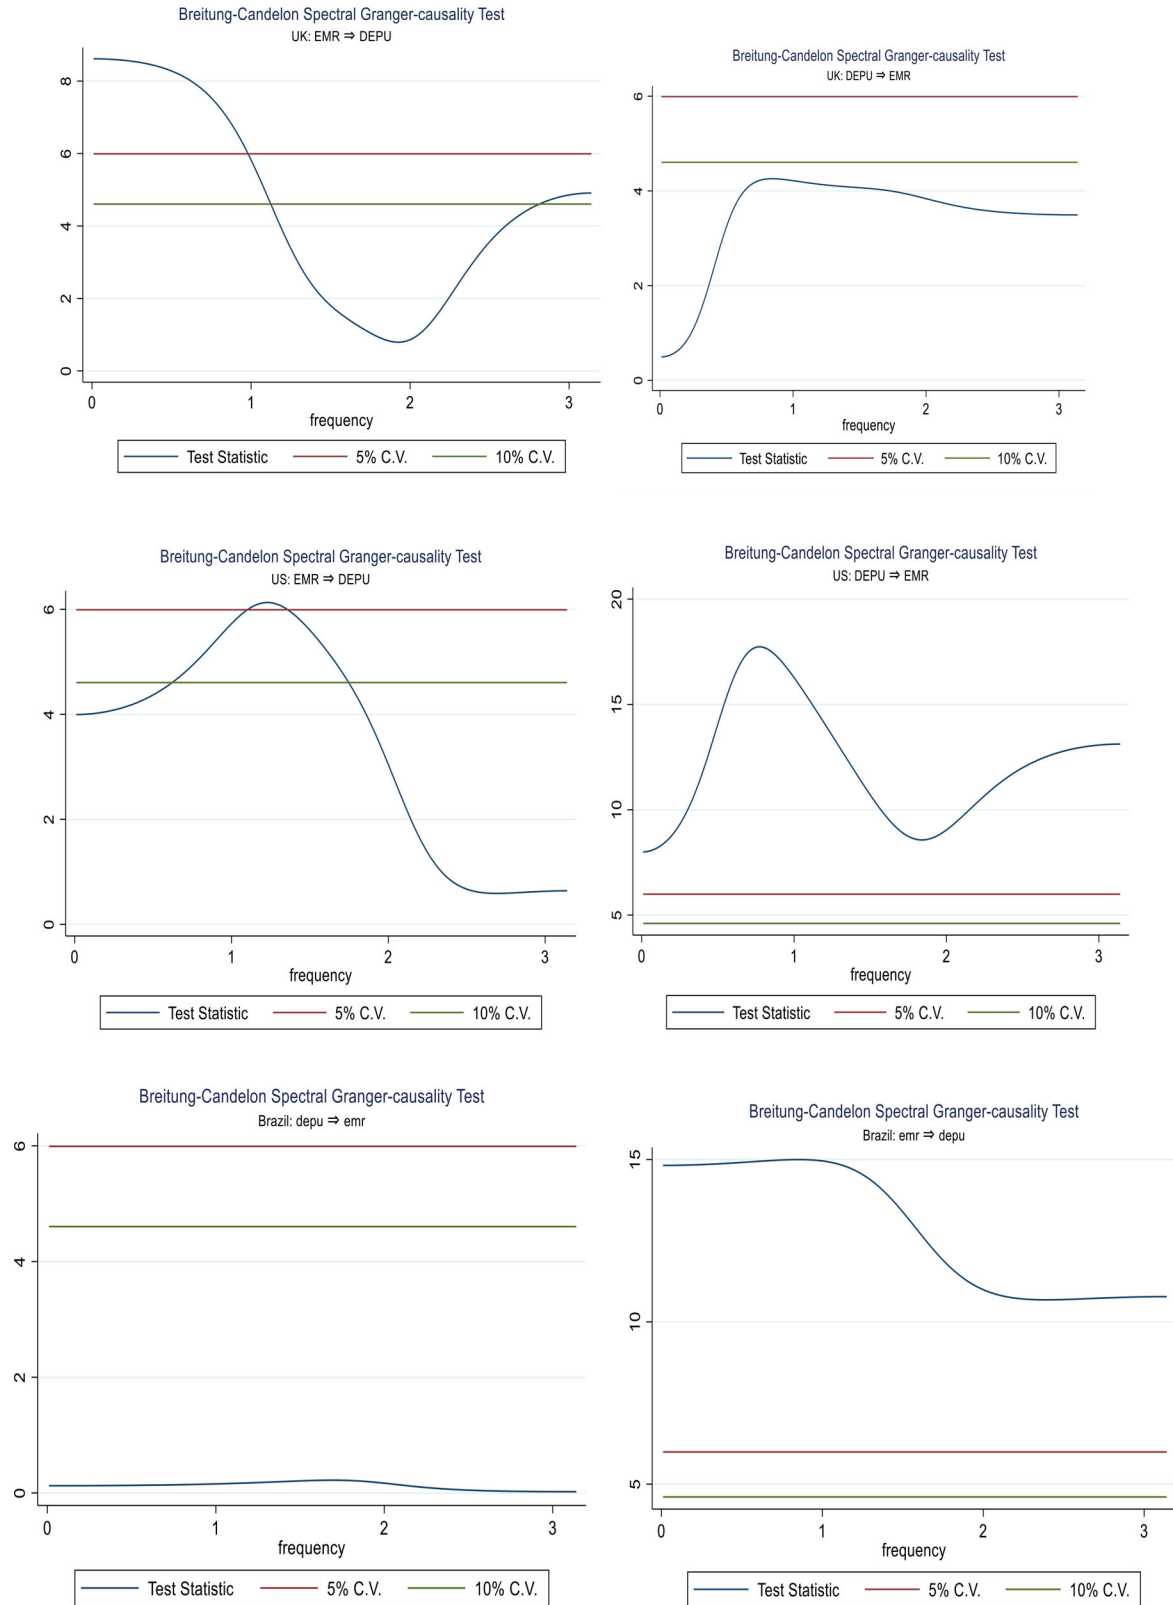 Breitung-Candelon Spectral Granger-causality Test
UK: EMR ⇒ DEPU
8
6
4
2
0
0 1 2 3
frequency
Test Statistic 5% C.V. 10% C.V.
Breitung-Candelon Spectral Granger-causality Test
UK: DEPU ⇒ EMR
6
4
2
0
0 1 2 3
frequency
Test Statistic 5% C.V. 10% C.V.
Breitung-Candelon Spectral Granger-causality Test
US: EMR ⇒ DEPU
6
4
2
0
0 1 2 3
frequency
Test Statistic 5% C.V. 10% C.V.
Breitung-Candelon Spectral Granger-causality Test
US: DEPU ⇒ EMR
20
15
10
5
0 1 2 3
frequency
Test Statistic 5% C.V. 10% C.V.
Breitung-Candelon Spectral Granger-causality Test
Brazil: depu ⇒ emr
6
4
2
0
0 1 2 3
frequency
Test Statistic 5% C.V. 10% C.V.
Breitung-Candelon Spectral Granger-causality Test
Brazil: emr ⇒ depu
15
10
5
0 1 2 3
frequency
Test Statistic 5% C.V. 10% C.V.